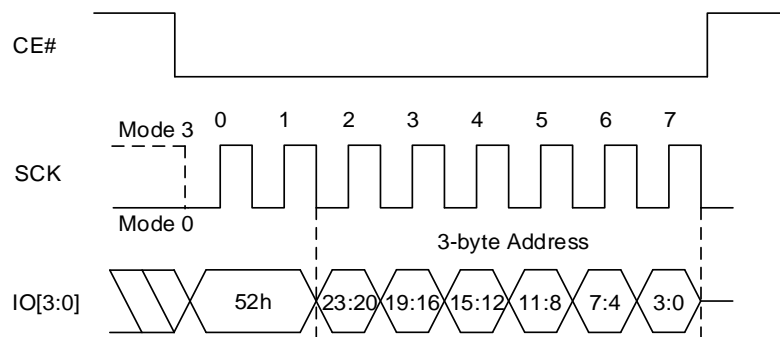 CE#
Mode 3 0 1 2 3 4 5 6 7
SCK
Mode 0
3-byte Address
IO[3:0] 52h 23:20 19:16 15:12 11:8 7:4 3:0